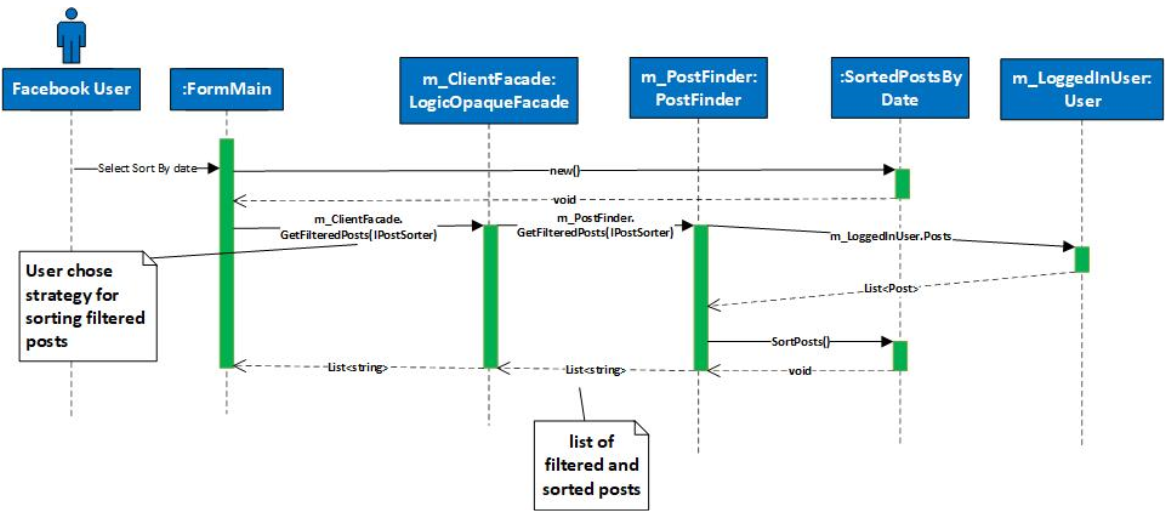 Facebook User
:FormMain
m_ClientFacade:
LogicOpaqueFacade
m_PostFinder:
PostFinder
:SortedPostsBy
Date
m_LoggedInUser:
User
Select Sort By date
new()
void
m_ClientFacade.
GetFilteredPosts(IPostSorter)
m_PostFinder.
GetFilteredPosts(IPostSorter)
m_LoggedInUser.Posts
User chose
strategy for
sorting filtered
posts
List<Post>
SortPosts()
List<string>
List<string>
void
list of
filtered and
sorted posts